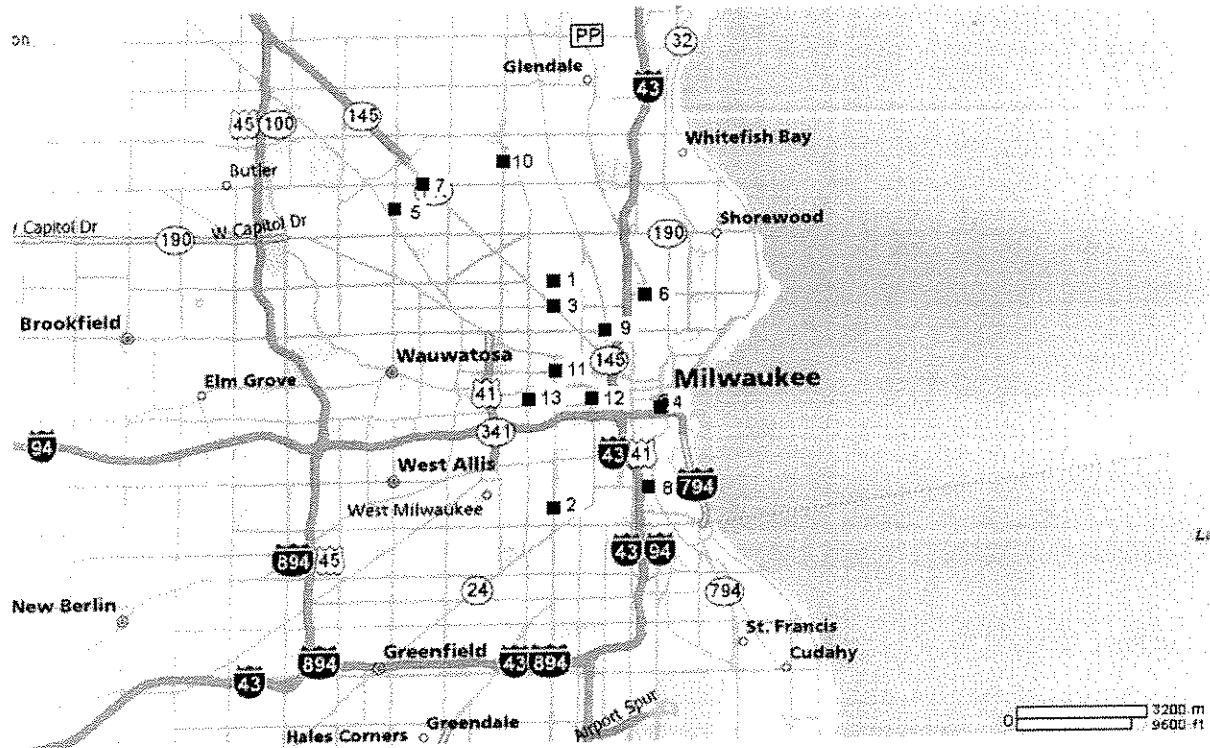 on
PP
32
Glendale
43
145
45 100
Whitefish Bay
10
Butler
7
5
Shorewood
/ Capitol Dr
W Capitol Dr
190
190
1
6
3
Brookfield
9
Wauwatosa
145
11
Milwaukee
Elm Grove
41
13
12
4
94
341
43 41
West Allis
8
794
West Milwaukee
2
Li
894 45
43 94
24
794
New Berlin
St. Francis
Greenfield
894
43 894
Cudahy
43
Airport Spur
Greendale
Hales Corners
0
3200 m
9600 ft